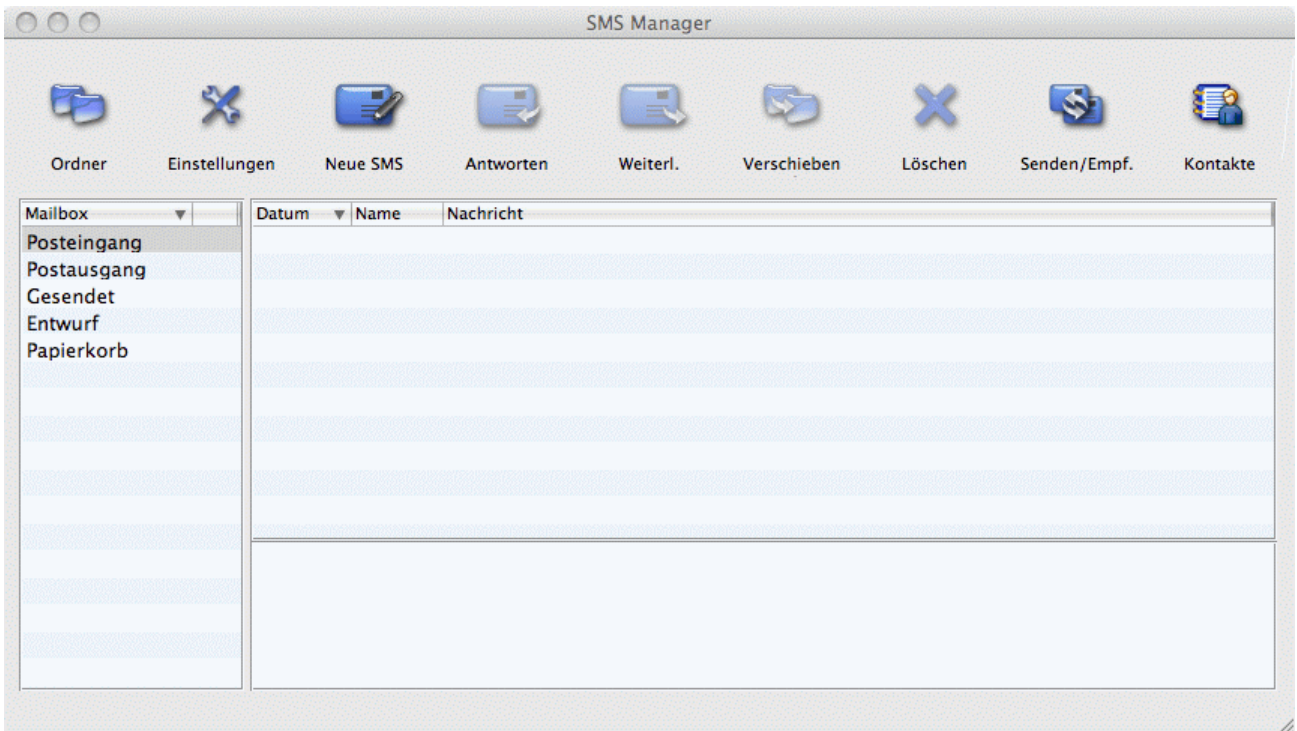 SMS Manager
Ordner Einstellungen Neue SMS Antworten Weiterl. Verschieben Löschen Senden/Empf. Kontakte
Mailbox Datum Name Nachricht
Posteingang
Postausgang
Gesendet
Entwurf
Papierkorb